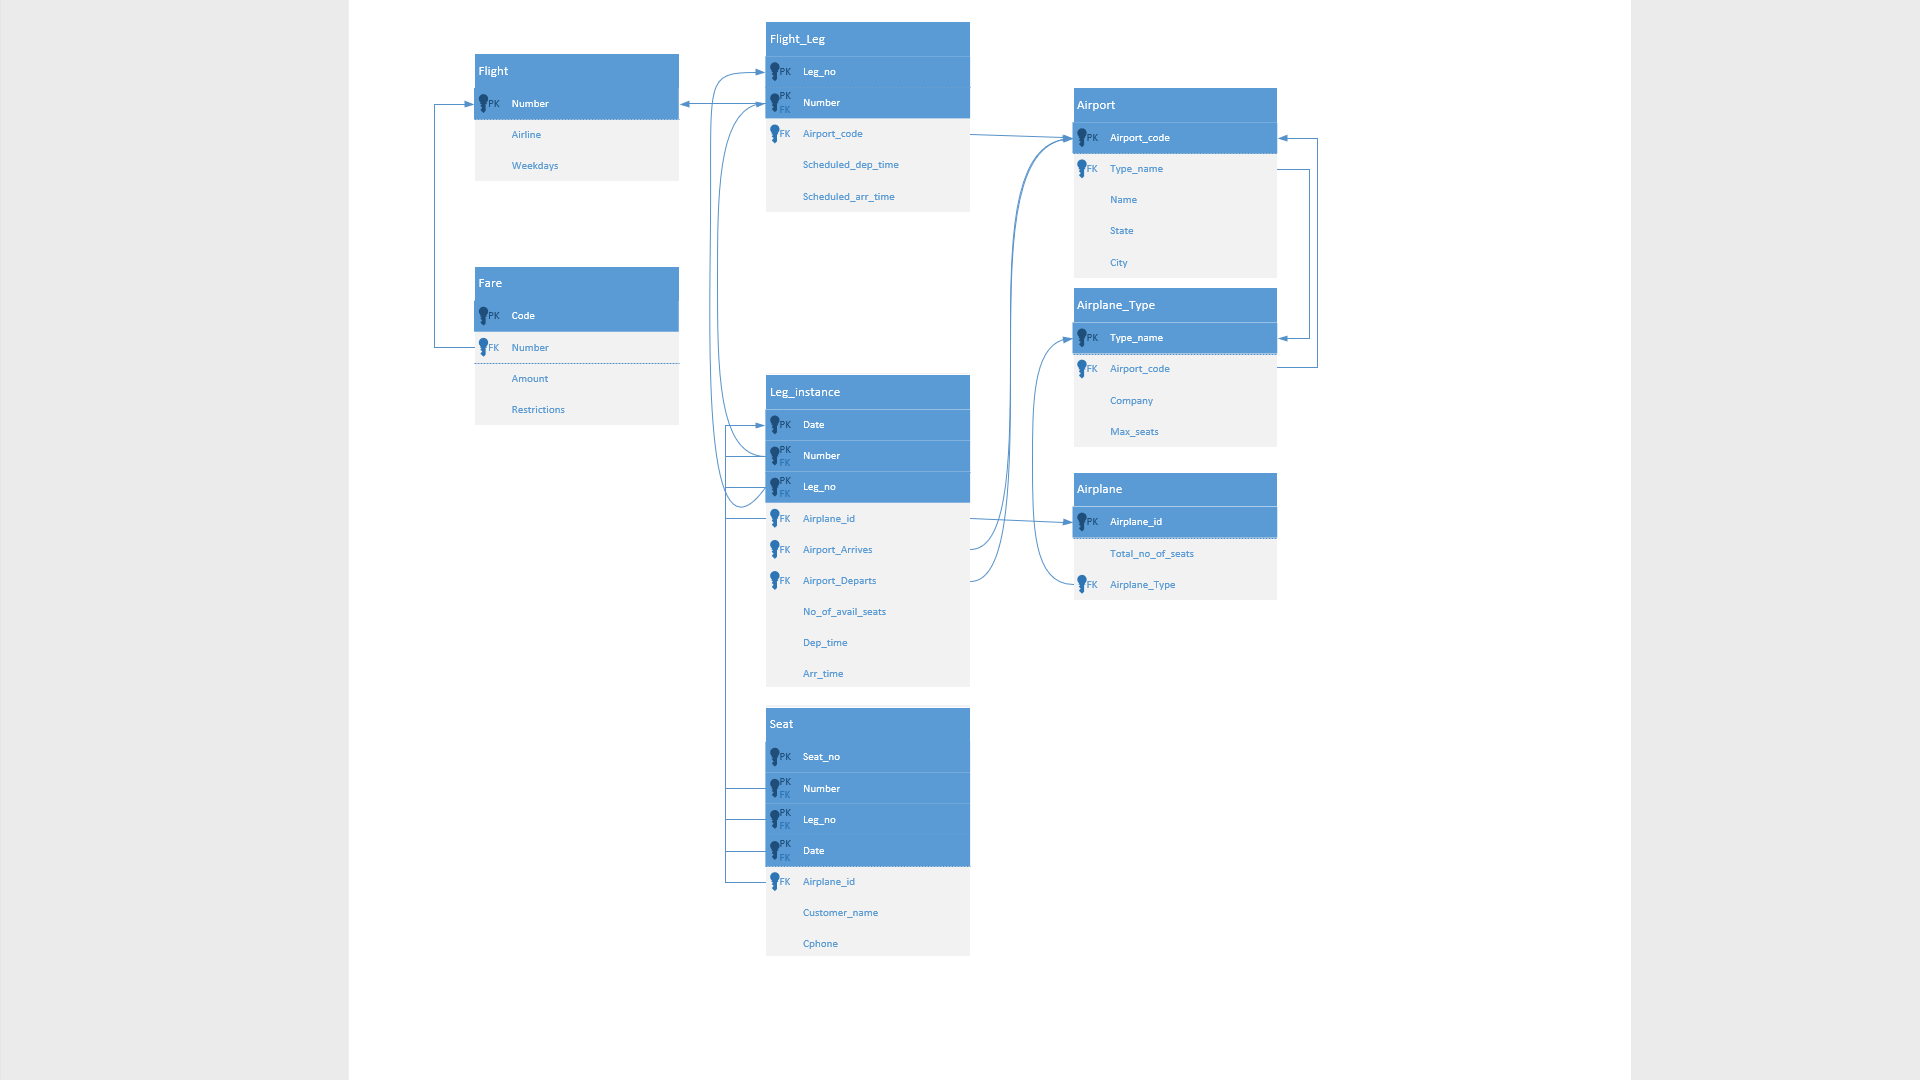 Flight
PK Number
Airline
Weekdays
Fare
PK Code
FK Number
Amount
Restrictions
Flight_Leg
PK Leg_no
PK
FK Number
FK Airport_code
Scheduled_dep_time
Scheduled_arr_time
Leg_instance
PK Date
PK
FK Number
PK
FK Leg_no
FK Airplane_id
FK Airport_Arrives
FK Airport_Departs
No_of_avail_seats
Dep_time
Arr_time
Seat
PK Seat_no
PK
FK Number
PK
FK Leg_no
PK
FK Date
FK Airplane_id
Customer_name
Cphone
Airport
PK Airport_code
FK Type_name
Name
State
City
Airplane_Type
PK Type_name
FK Airport_code
Company
Max_seats
Airplane
PK Airplane_id
Total_no_of_seats
FK Airplane_Type